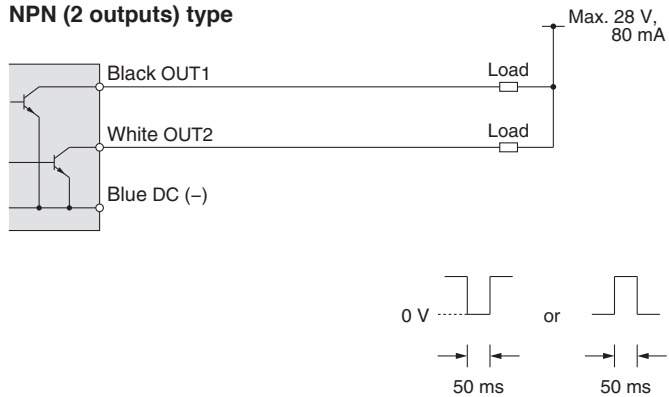 NPN (2 outputs) type
Max. 28 V,
80 mA
Black OUT1
Load
White OUT2
Load
Blue DC (−)
0 V
or
50 ms
50 ms